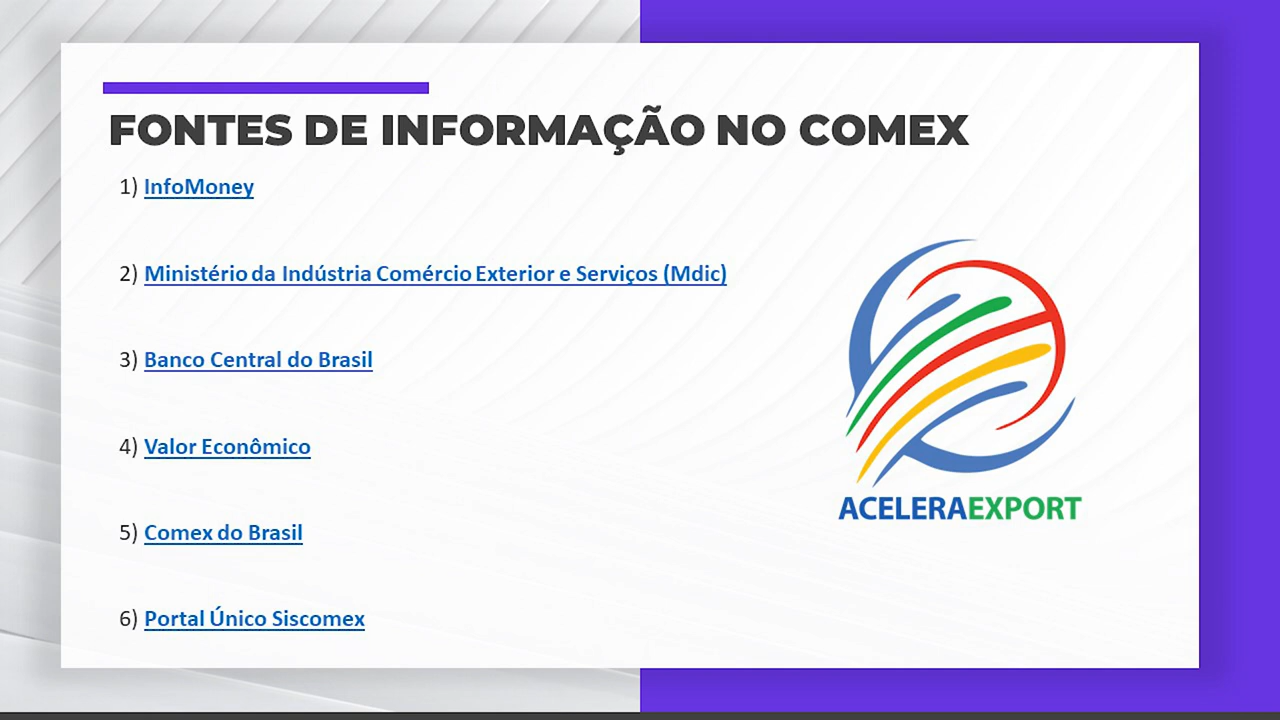 FONTES DE INFORMAÇÃO NO COMEX
1) InfoMoney
2) Ministério da Indústria Comércio Exterior e Serviços (Mdic)
3) Banco Central do Brasil
4) Valor Econômico
5) Comex do Brasil
6) Portal Único Siscomex
ACELERAEXPORT